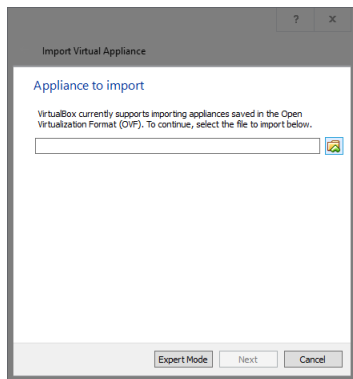 ? x
Import Virtual Appliance
Appliance to import
VirtualBox currently supports importing appliances saved in the Open
Virtualization Format (OVF). To continue, select the file to import below.
Expert Mode Next Cancel